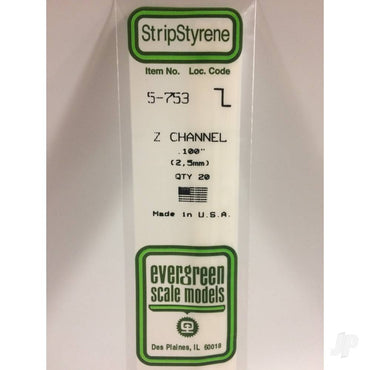 StripStyrene
Item No. Loc. Code
5-753
Z CHANNEL
.100"
(2,5mm)
QTY 20
Made in U.S.A.
evergreen
scale models
Des Plaines, IL 60018
JP